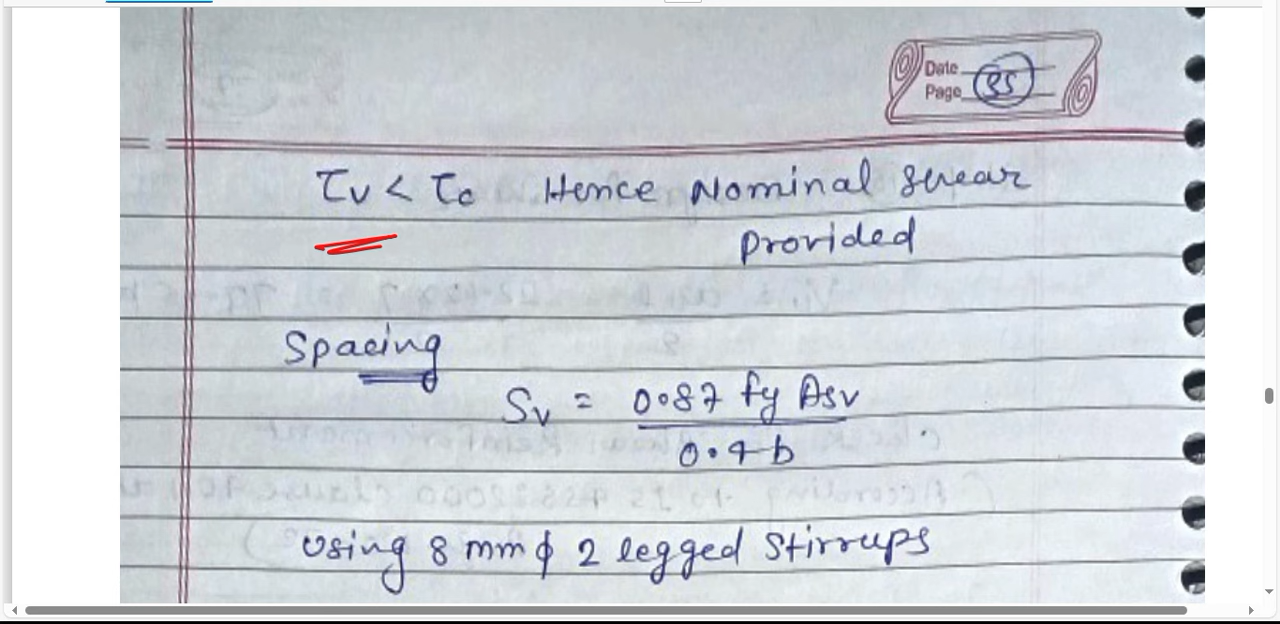 Date
Page 35
τv < τc Hence Nominal shear
provided
Spacing
Sv = 0.87 fy Asv
0.4 b
Using 8 mm ϕ 2 legged stirrups